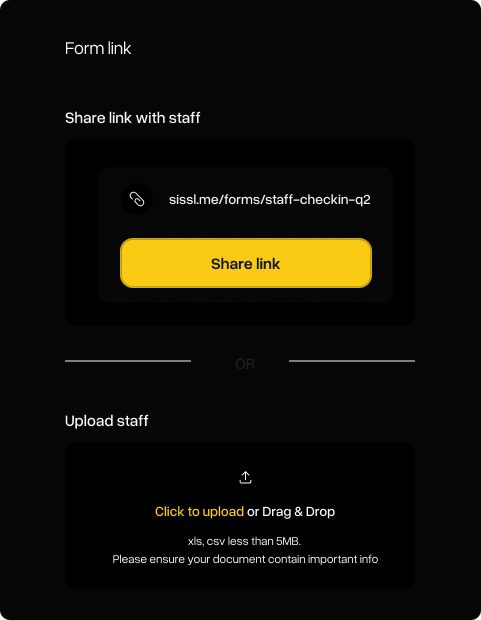 Form link
Share link with staff
sissl.me/forms/staff-checkin-q2
Share link
OR
Upload staff
Click to upload or Drag & Drop
xls, csv less than 5MB.
Please ensure your document contain important info